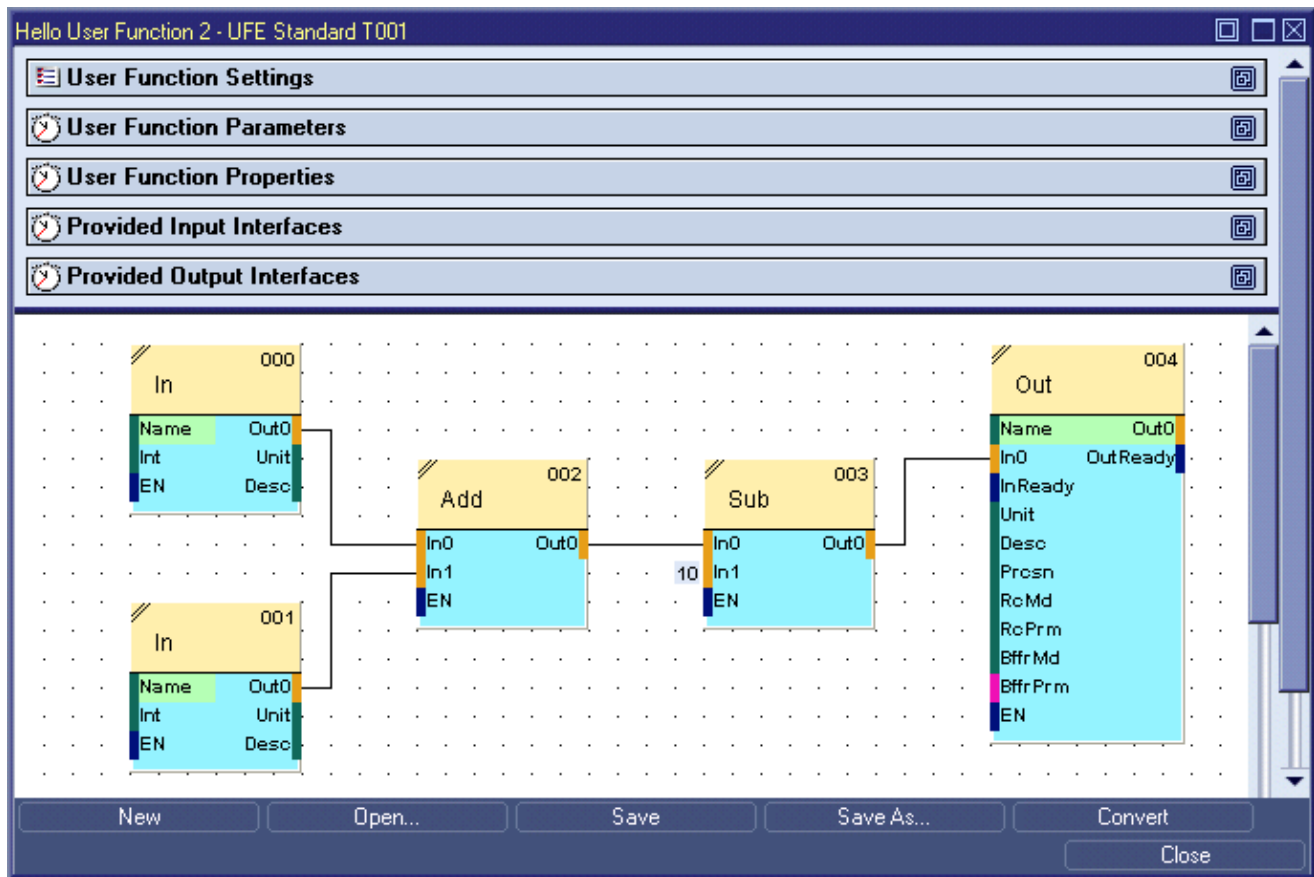 Hello User Function 2 - UFE Standard T001
User Function Settings
User Function Parameters
User Function Properties
Provided Input Interfaces
Provided Output Interfaces
000
In
Name Out0
Int Unit
EN Desc
001
In
Name Out0
Int Unit
EN Desc
002
Add
In0 Out0
In1
EN
003
Sub
In0 Out0
10 In1
EN
004
Out
Name Out0
In0 OutReady
InReady
Unit
Desc
Prcsn
RcMd
RcPrm
BffrMd
BffrPrm
EN
New Open... Save Save As... Convert
Close